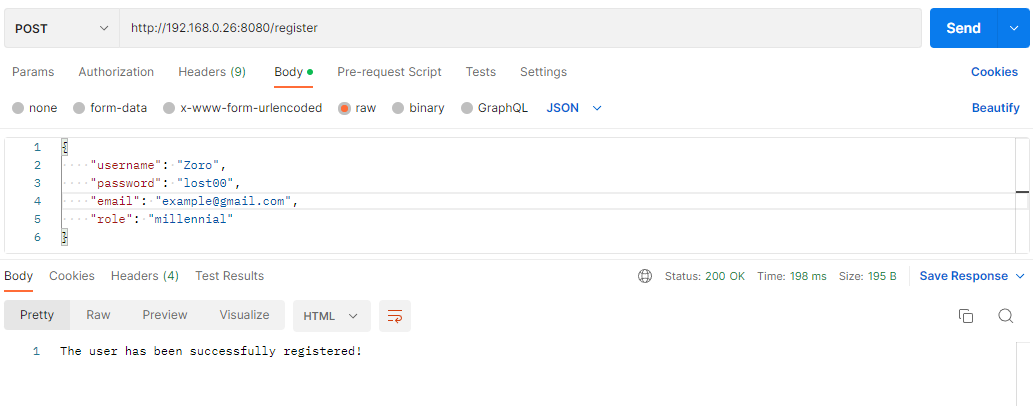 POST http://192.168.0.26:8080/register Send
Params Authorization Headers (9) Body Pre-request Script Tests Settings Cookies
none form-data x-www-form-urlencoded raw binary GraphQL JSON Beautify
1 {
2 "username": "Zoro",
3 "password": "lost00",
4 "email": "example@gmail.com",
5 "role": "millennial"
6 }
Body Cookies Headers (4) Test Results Status: 200 OK Time: 198 ms Size: 195 B Save Response
Pretty Raw Preview Visualize HTML
1 The user has been successfully registered!